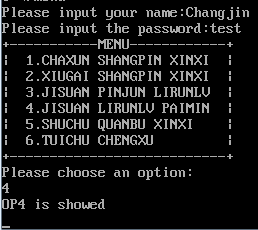 Please input your name:Changjin
Please input the password:test
+-----------MENU------------+
¦ 1.CHAXUN SHANGPIN XINXI ¦
¦ 2.XIUGAI SHANGPIN XINXI ¦
¦ 3.JISUAN PINJUN LIRUNLV ¦
¦ 4.JISUAN LIRUNLV PAIMIN ¦
¦ 5.SHUCHU QUANBU XINXI ¦
¦ 6.TUICHU CHENGXU ¦
+---------------------------+
Please choose an option:
4
OP4 is showed
_